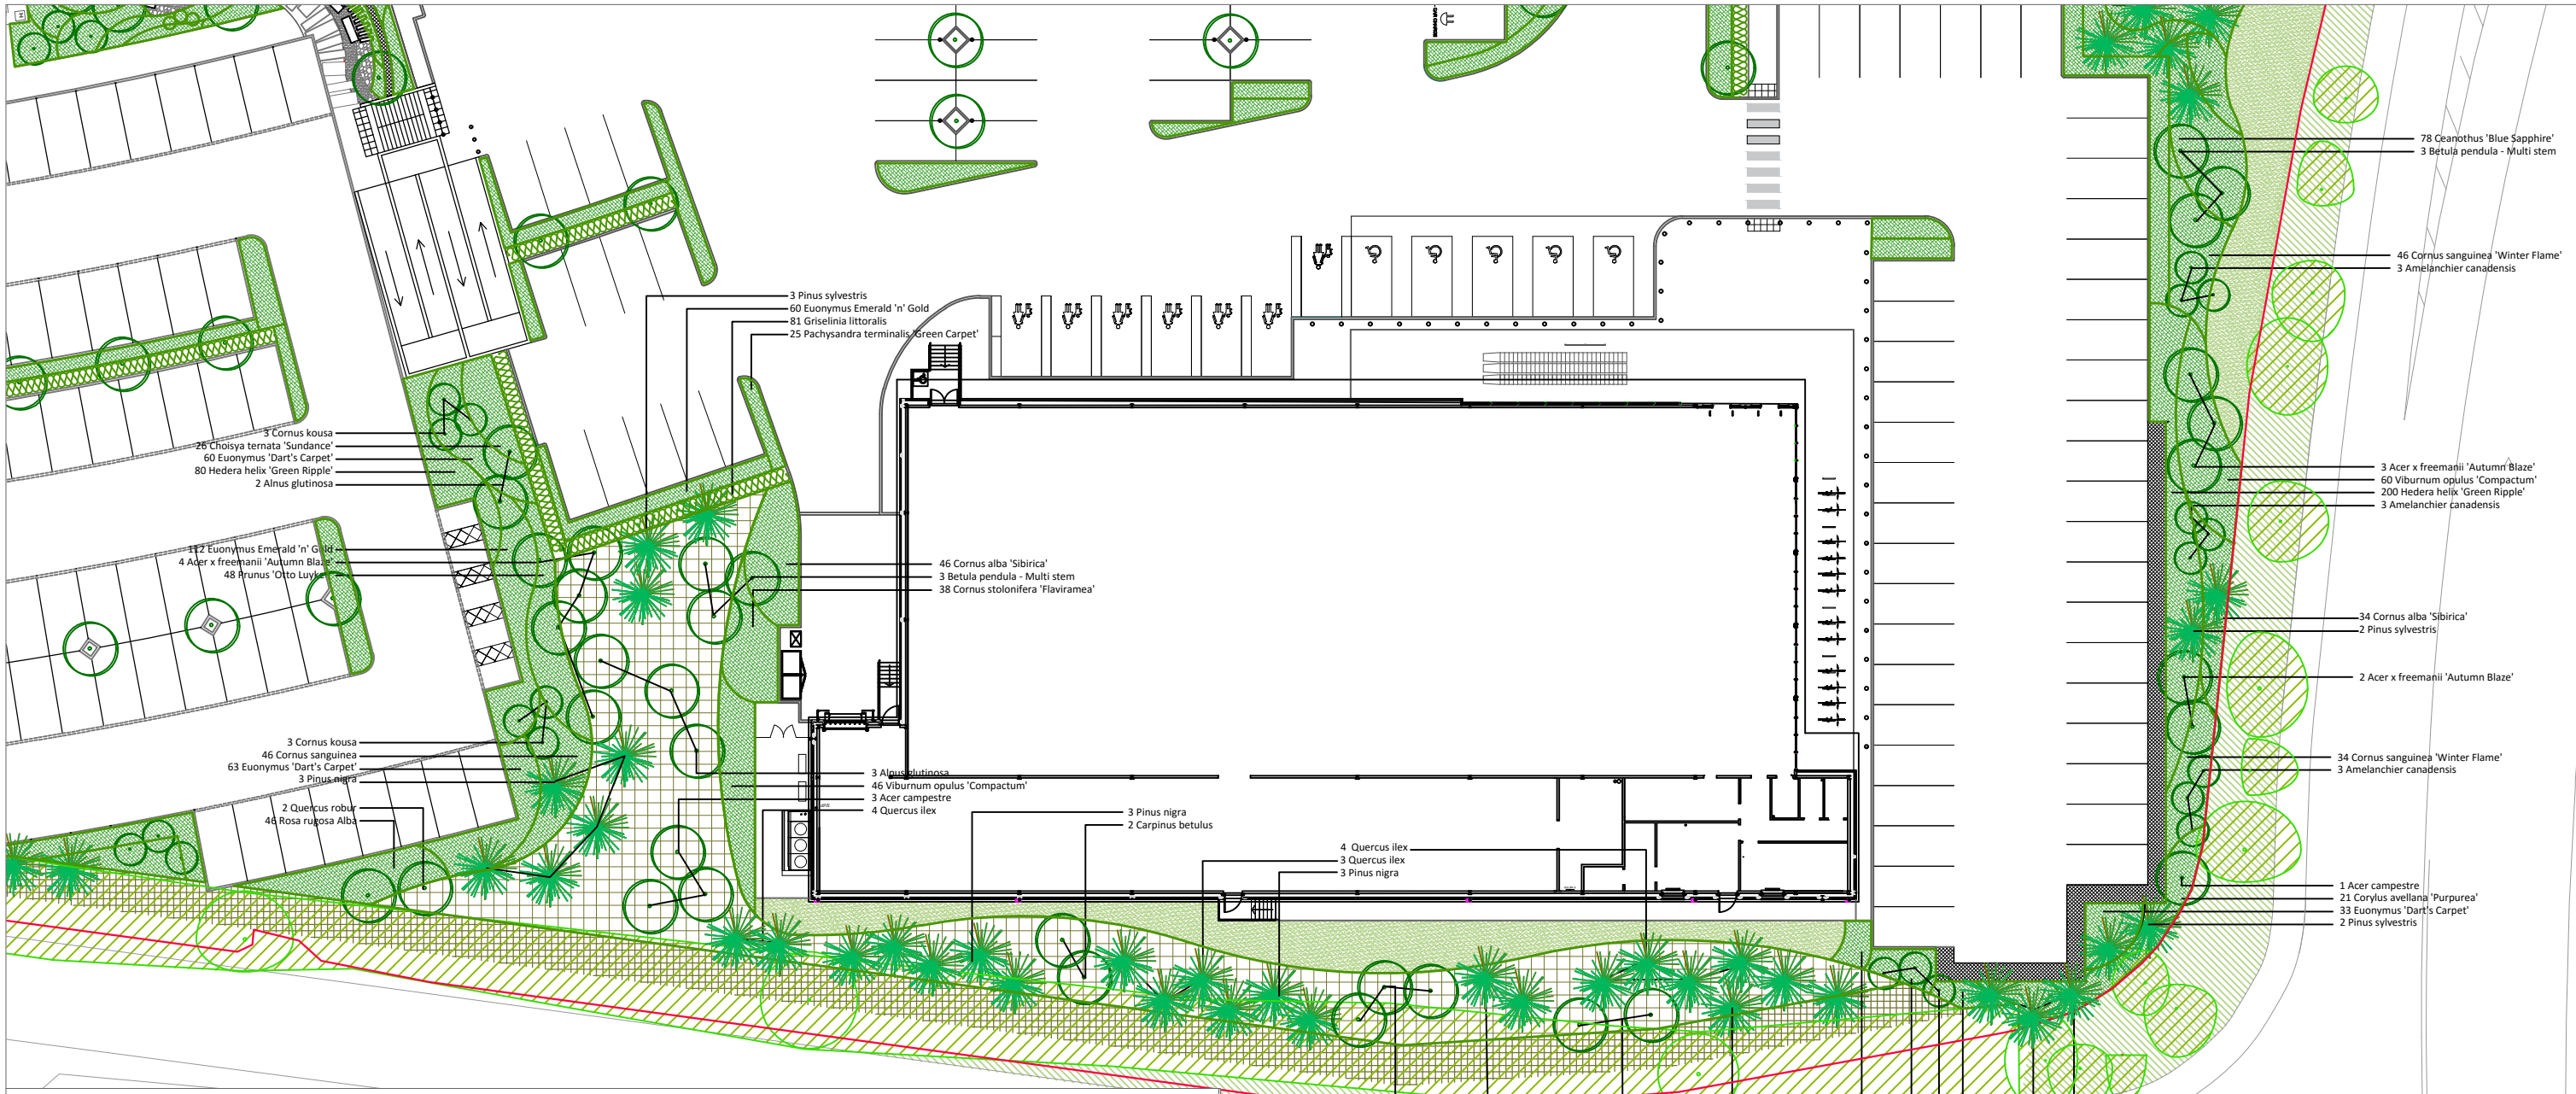 3 Pinus sylvestris
60 Euonymus Emerald 'n' Gold
81 Griselinia littoralis
25 Pachysandra terminalis 'Green Carpet'
3 Cornus kousa
26 Choisya ternata 'Sundance'
60 Euonymus 'Dart's Carpet'
80 Hedera helix 'Green Ripple'
2 Alnus glutinosa
112 Euonymus Emerald 'n' Gold
4 Acer x freemanii 'Autumn Blaze'
48 Prunus 'Otto Luyken'
46 Cornus alba 'Sibirica'
3 Betula pendula - Multi stem
38 Cornus stolonifera 'Flaviramea'
3 Cornus kousa
46 Cornus sanguinea
63 Euonymus 'Dart's Carpet'
3 Pinus nigra
2 Quercus robur
46 Rosa rugosa Alba
3 Alnus glutinosa
46 Viburnum opulus 'Compactum'
3 Acer campestre
4 Quercus ilex
3 Pinus nigra
2 Carpinus betulus
4 Quercus ilex
3 Quercus ilex
3 Pinus nigra
78 Ceanothus 'Blue Sapphire'
3 Betula pendula - Multi stem
46 Cornus sanguinea 'Winter Flame'
3 Amelanchier canadensis
3 Acer x freemanii 'Autumn Blaze'
60 Viburnum opulus 'Compactum'
200 Hedera helix 'Green Ripple'
3 Amelanchier canadensis
34 Cornus alba 'Sibirica'
2 Pinus sylvestris
2 Acer x freemanii 'Autumn Blaze'
34 Cornus sanguinea 'Winter Flame'
3 Amelanchier canadensis
1 Acer campestre
21 Corylus avellana 'Purpurea'
33 Euonymus 'Dart's Carpet'
2 Pinus sylvestris